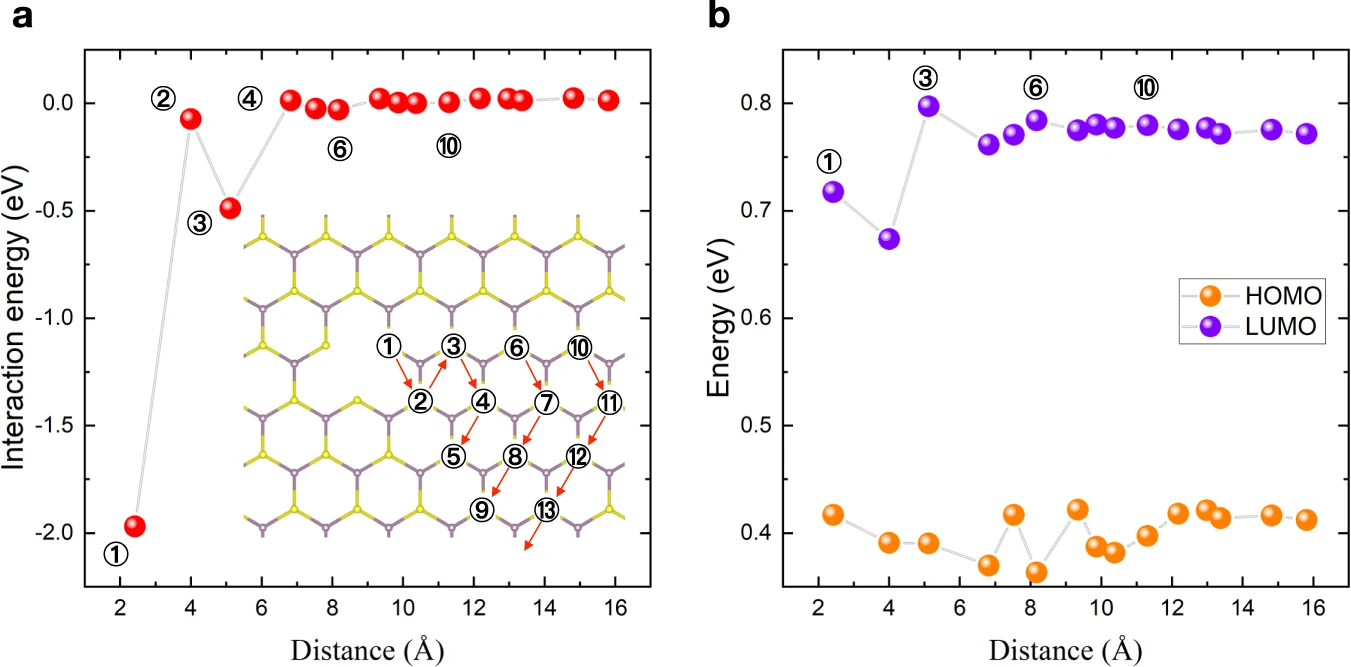 a
Interaction energy (eV)
0.0
-0.5
-1.0
-1.5
-2.0
② ④
⑥ ⑩
③
①
① ③ ⑥ ⑩
② ④ ⑦ ⑪
⑤ ⑧ ⑫
⑨ ⑬
2 4 6 8 10 12 14 16
Distance (Å)
b
Energy (eV)
0.8
0.7
0.6
0.5
0.4
③ ⑥ ⑩
①
HOMO
LUMO
2 4 6 8 10 12 14 16
Distance (Å)